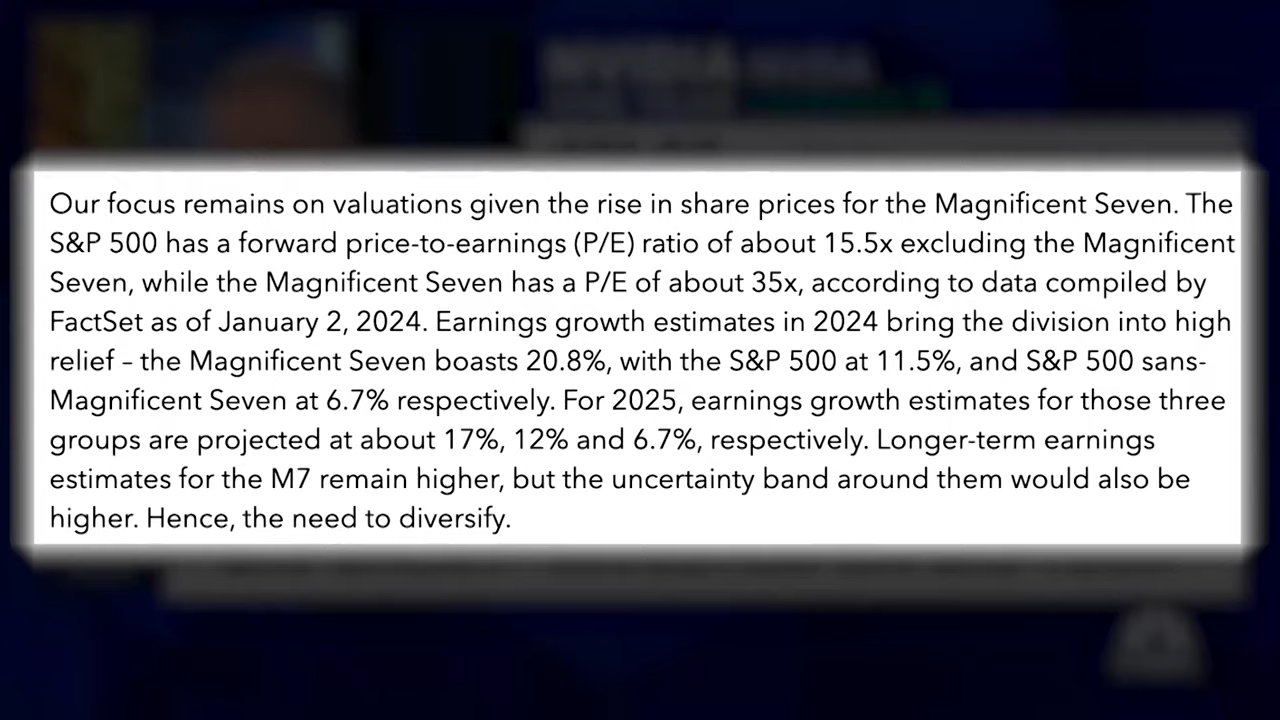 Our focus remains on valuations given the rise in share prices for the Magnificent Seven. The
S&P 500 has a forward price-to-earnings (P/E) ratio of about 15.5x excluding the Magnificent
Seven, while the Magnificent Seven has a P/E of about 35x, according to data compiled by
FactSet as of January 2, 2024. Earnings growth estimates in 2024 bring the division into high
relief – the Magnificent Seven boasts 20.8%, with the S&P 500 at 11.5%, and S&P 500 sans-
Magnificent Seven at 6.7% respectively. For 2025, earnings growth estimates for those three
groups are projected at about 17%, 12% and 6.7%, respectively. Longer-term earnings
estimates for the M7 remain higher, but the uncertainty band around them would also be
higher. Hence, the need to diversify.